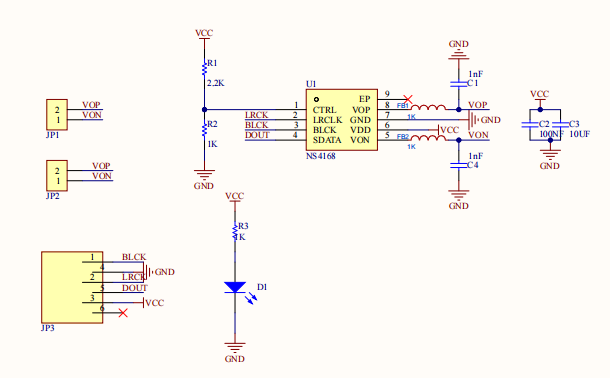 VCC
R1
2.2K
R2
1K
GND
U1
1 CTRL
LRCK 2 LRCLK
BLCK 3 BLCK
DOUT 4 SDATA
EP 9
VOP 8 FB1 VOP
GND 7 1K GND
VDD 6 VCC
VON 5 FB2 VON
1K
NS4168
GND
1nF
C1
1nF
C4
GND
VCC
C2 C3
100NF 10UF
GND
2 VOP
1 VON
JP1
2 VOP
1 VON
JP2
1 BLCK
4 GND
2 LRCK
5 DOUT
3 VCC
6
JP3
VCC
R3
1K
D1
GND